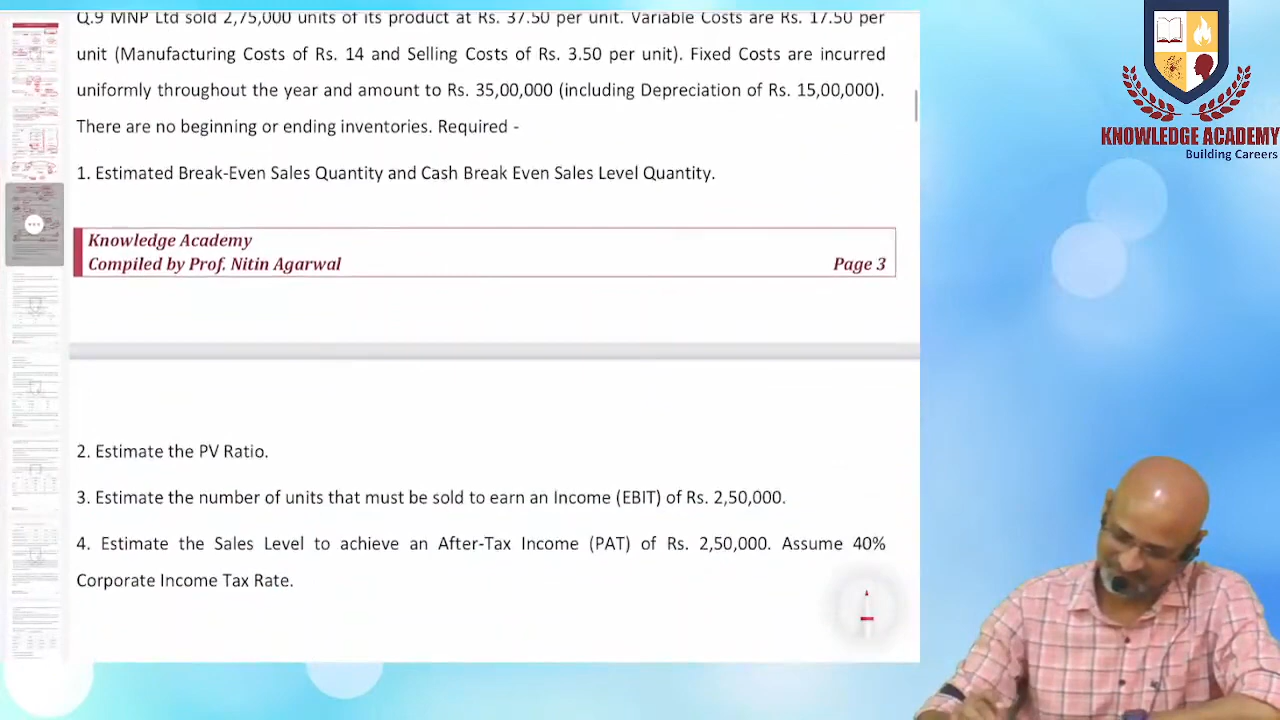 Q.9 MNP Ltd sold 2,75,000 units of its product at Rs. 37.50 per unit. Variable Costs are Rs. 17.50 per
unit (Manufacturing Costs of Rs. 14 and Selling Costs of Rs. 3.50 per unit). Fixed Costs are incurred
uniformly throughout the year and amount to Rs. 35,00,000 (including Depreciation of Rs. 15,00,000).
There are no beginning or ending inventories. Required -
1. Estimated Break-Even Sales Quantity and Cash Break Even Sales Level Quantity.
Knowledge Academy
Compiled by Prof. Nitin Agarwal
Page 3
2. Estimate the P/V Ratio.
3. Estimate the number of units that must be sold to earn an Income (EBIT) of Rs. 2,50,000.
4. Estimate the Sales Level to achieve an After-Tax Income (PAT) of Rs. 2,50,000. Assume 40%
Corporate Income Tax Rate.
KNOWLEDGE ACADEMY
Building Careers